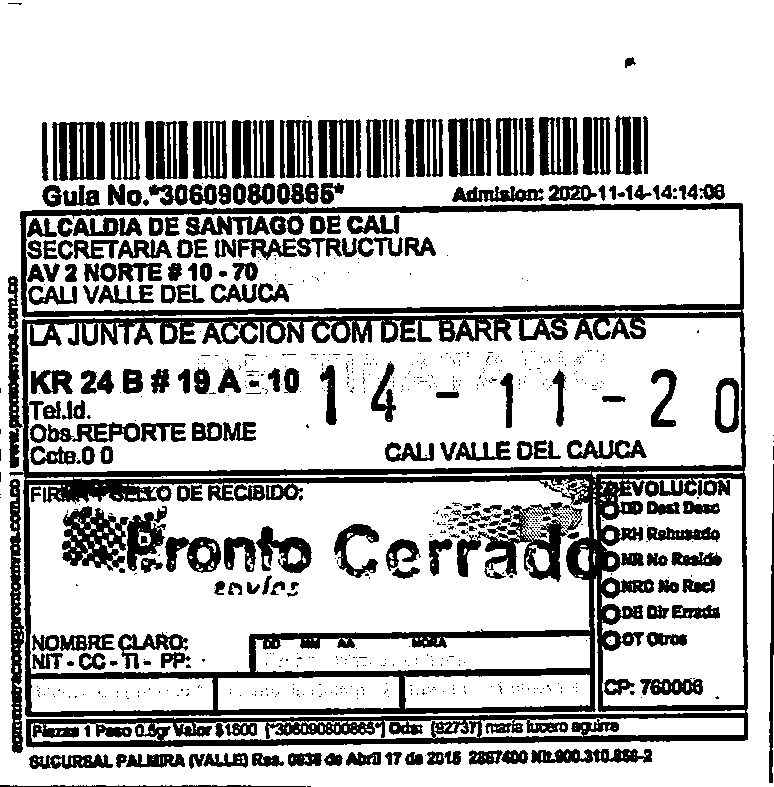 Guia No.*306090800865*
Admision: 2020-11-14-14:14:06
ALCALDIA DE SANTIAGO DE CALI
SECRETARIA DE INFRAESTRUCTURA
AV 2 NORTE # 10 - 70
CALI VALLE DEL CAUCA
LA JUNTA DE ACCION COM DEL BARR LAS ACAS
KR 24 B # 19 A - 10
14-11-20
Tel.Id.
Obs.REPORTE BDME
Ccte.0 0
CALI VALLE DEL CAUCA
FIRMA Y SELLO DE RECIBIDO:
Pronto Cerrado
envíos
DEVOLUCION
DD Dest Desc
RH Rehusado
NR No Reside
NRC No Recl
DE Dir Errada
OT Otros
NOMBRE CLARO:
NIT - CC - TI - PP:
DD MM AA HORA
CP: 760006
Piezas 1 Peso 0.5gr Valor $1600 [*306090800865*] Ods: [92737] maria lucero aguirre
SUCURSAL PALMIRA (VALLE) Res. 0838 de Abril 17 de 2015 2867400 Nit.900.310.856-2